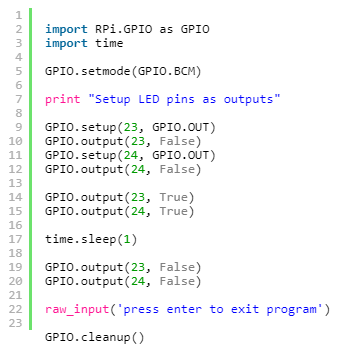 1
2 import RPi.GPIO as GPIO
3 import time
4
5 GPIO.setmode(GPIO.BCM)
6
7 print "Setup LED pins as outputs"
8
9 GPIO.setup(23, GPIO.OUT)
10 GPIO.output(23, False)
11 GPIO.setup(24, GPIO.OUT)
12 GPIO.output(24, False)
13
14 GPIO.output(23, True)
15 GPIO.output(24, True)
16
17 time.sleep(1)
18
19 GPIO.output(23, False)
20 GPIO.output(24, False)
21
22 raw_input('press enter to exit program')
23
GPIO.cleanup()